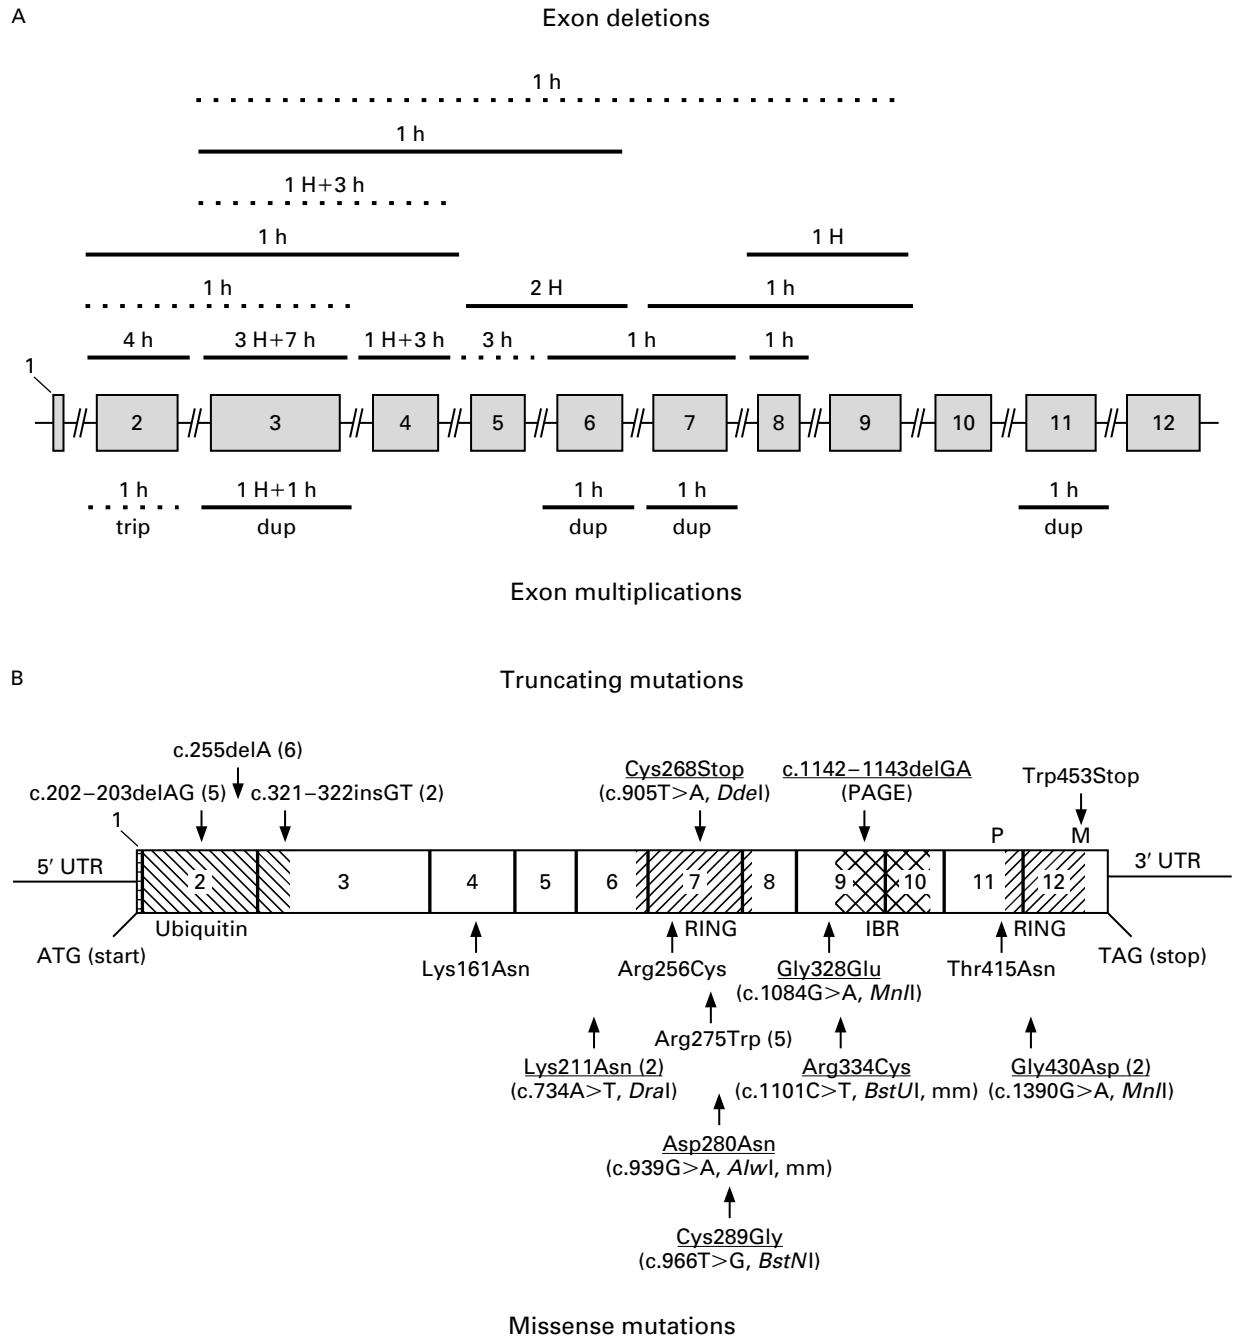 A
Exon deletions
1 h
1 h
1 H+3 h
1 h
1 H
1 h
2 H
1 h
4 h
3 H+7 h
1 H+3 h
3 h
1 h
1 h
1
2
3
4
5
6
7
8
9
10
11
12
1 h
1 H+1 h
1 h
1 h
1 h
trip
dup
dup
dup
dup
Exon multiplications
B
Truncating mutations
c.255delA (6)
c.202–203delAG (5)
c.321–322insGT (2)
Cys268Stop
(c.905T>A, DdeI)
c.1142–1143delGA
(PAGE)
Trp453Stop
1
P
M
5′ UTR
2
3
4
5
6
7
8
9
10
11
12
3′ UTR
Ubiquitin
RING
IBR
RING
ATG (start)
TAG (stop)
Lys161Asn
Arg256Cys
Gly328Glu
(c.1084G>A, MnlI)
Thr415Asn
Arg275Trp (5)
Lys211Asn (2)
(c.734A>T, DraI)
Arg334Cys
(c.1101C>T, BstUI, mm)
Gly430Asp (2)
(c.1390G>A, MnlI)
Asp280Asn
(c.939G>A, AlwI, mm)
Cys289Gly
(c.966T>G, BstNI)
Missense mutations